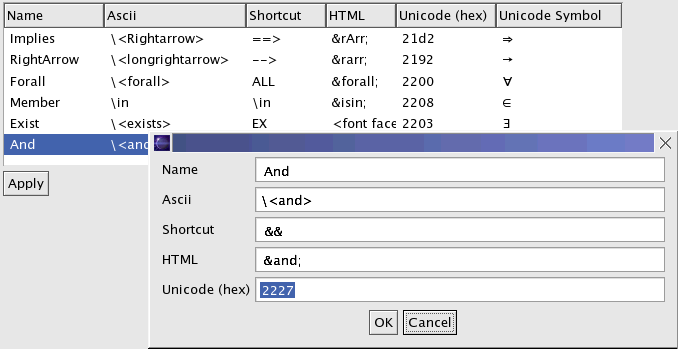 Name Ascii Shortcut HTML Unicode (hex) Unicode Symbol
Implies \<Rightarrow> ==> &rArr; 21d2 ⇒
RightArrow \<longrightarrow> --> &rarr; 2192 →
Forall \<forall> ALL &forall; 2200 ∀
Member \in \in &isin; 2208 ∈
Exist \<exists> EX <font face 2203 ∃
And \<and
Apply
Name And
Ascii \<and>
Shortcut &&
HTML &and;
Unicode (hex) 2227
OK Cancel